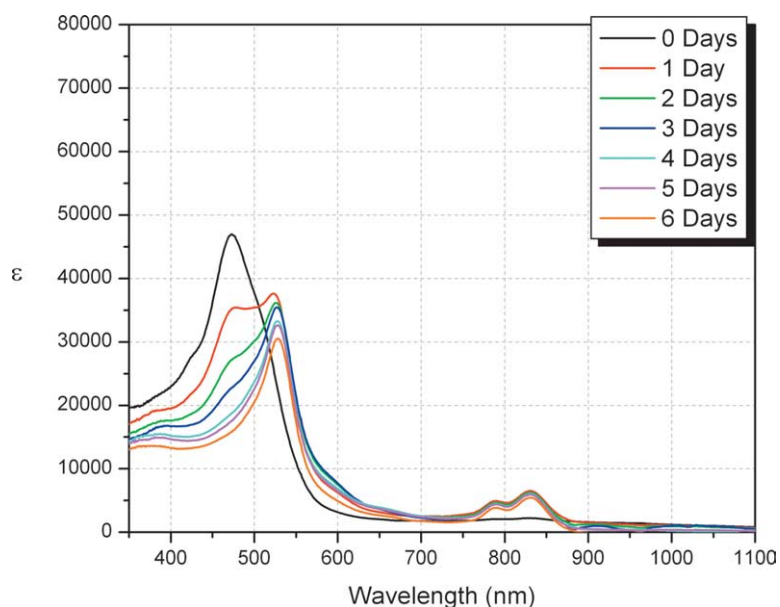 80000
70000
60000
50000
40000
30000
20000
10000
0
ε
0 Days
1 Day
2 Days
3 Days
4 Days
5 Days
6 Days
400 500 600 700 800 900 1000 1100
Wavelength (nm)